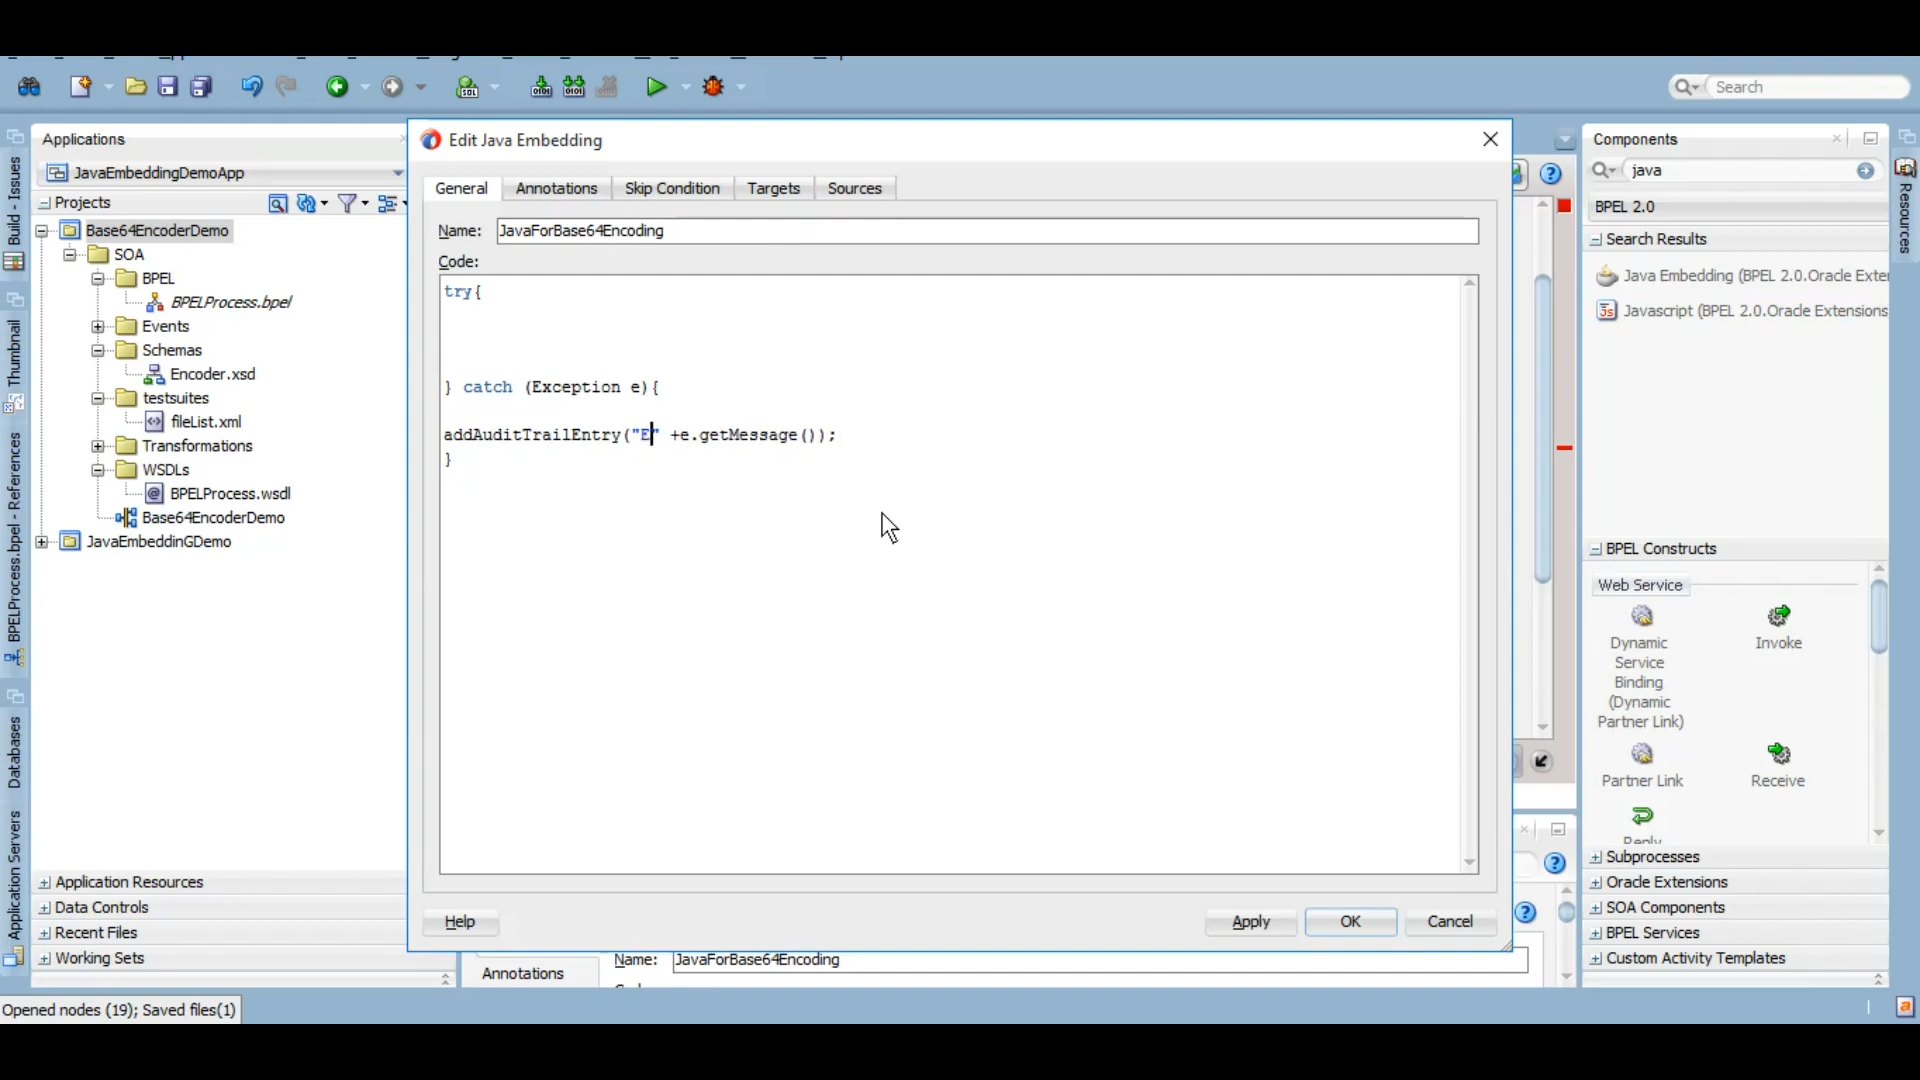 Search
Applications
JavaEmbeddingDemoApp
Projects
Base64EncoderDemo
SOA
BPEL
BPELProcess.bpel
Events
Schemas
Encoder.xsd
testsuites
fileList.xml
Transformations
WSDLs
BPELProcess.wsdl
Base64EncoderDemo
JavaEmbeddinGDemo
Application Resources
Data Controls
Recent Files
Working Sets
Build - Issues
Thumbnail
BPELProcess.bpel - References
Databases
Application Servers
Edit Java Embedding
General
Annotations
Skip Condition
Targets
Sources
Name:
JavaForBase64Encoding
Code:
try{
} catch (Exception e){
addAuditTrailEntry("E" +e.getMessage());
}
Help
Apply
OK
Cancel
Annotations
Name:
JavaForBase64Encoding
Components
java
BPEL 2.0
Search Results
Java Embedding (BPEL 2.0.Oracle Exter
Javascript (BPEL 2.0.Oracle Extensions
BPEL Constructs
Web Service
Dynamic
Service
Binding
(Dynamic
Partner Link)
Invoke
Partner Link
Receive
Reply
Subprocesses
Oracle Extensions
SOA Components
BPEL Services
Custom Activity Templates
Resources
Opened nodes (19); Saved files(1)